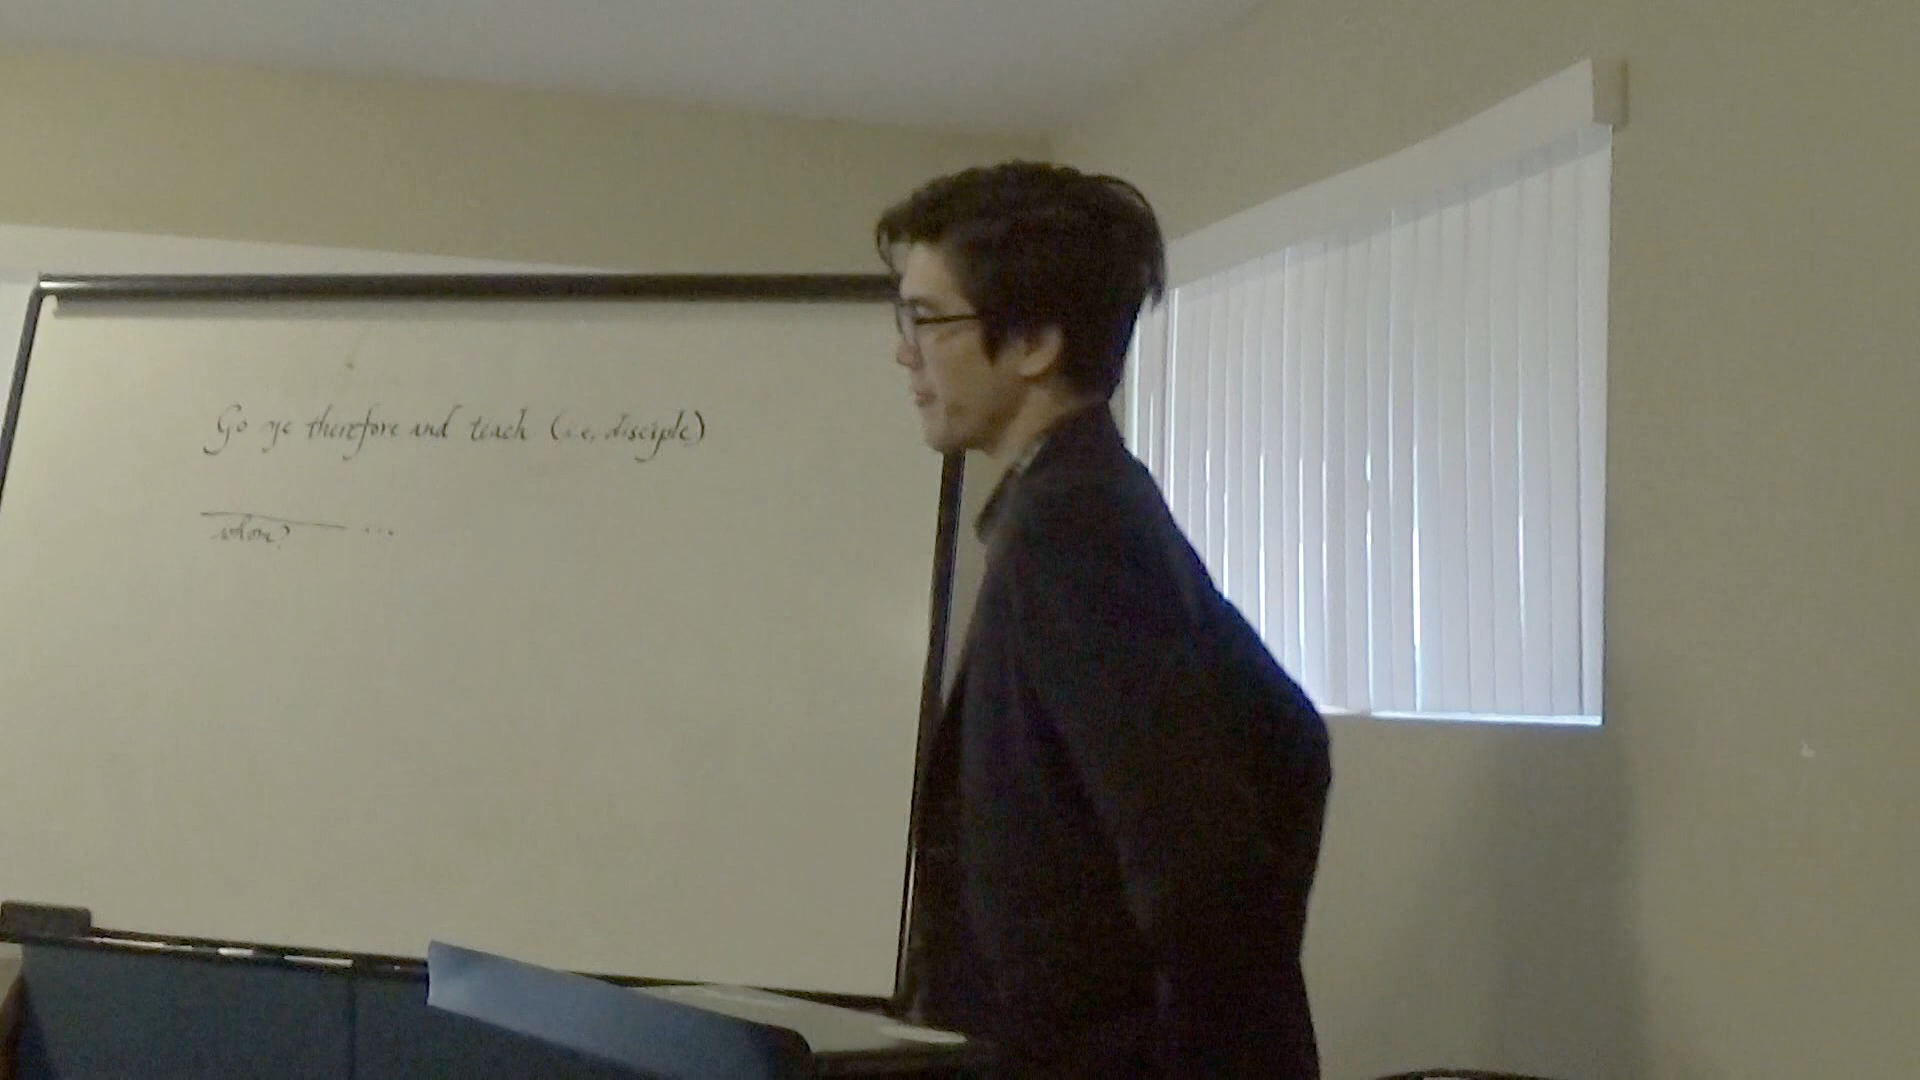 Go ye therefore and teach (i.e, disciple)
whom? ...